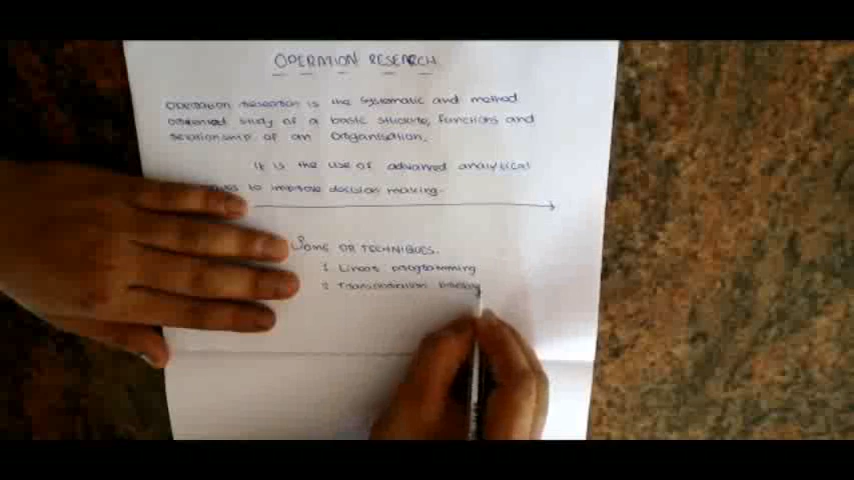 OPERATION RESEARCH
Operation research is the systematic and method
oriented study of a basic structure, functions and
relationship of an Organisation.
It is the use of advanced analytical
to improve decision making.
Some OR TECHNIQUES.
1. Linear programming
2. Transportation